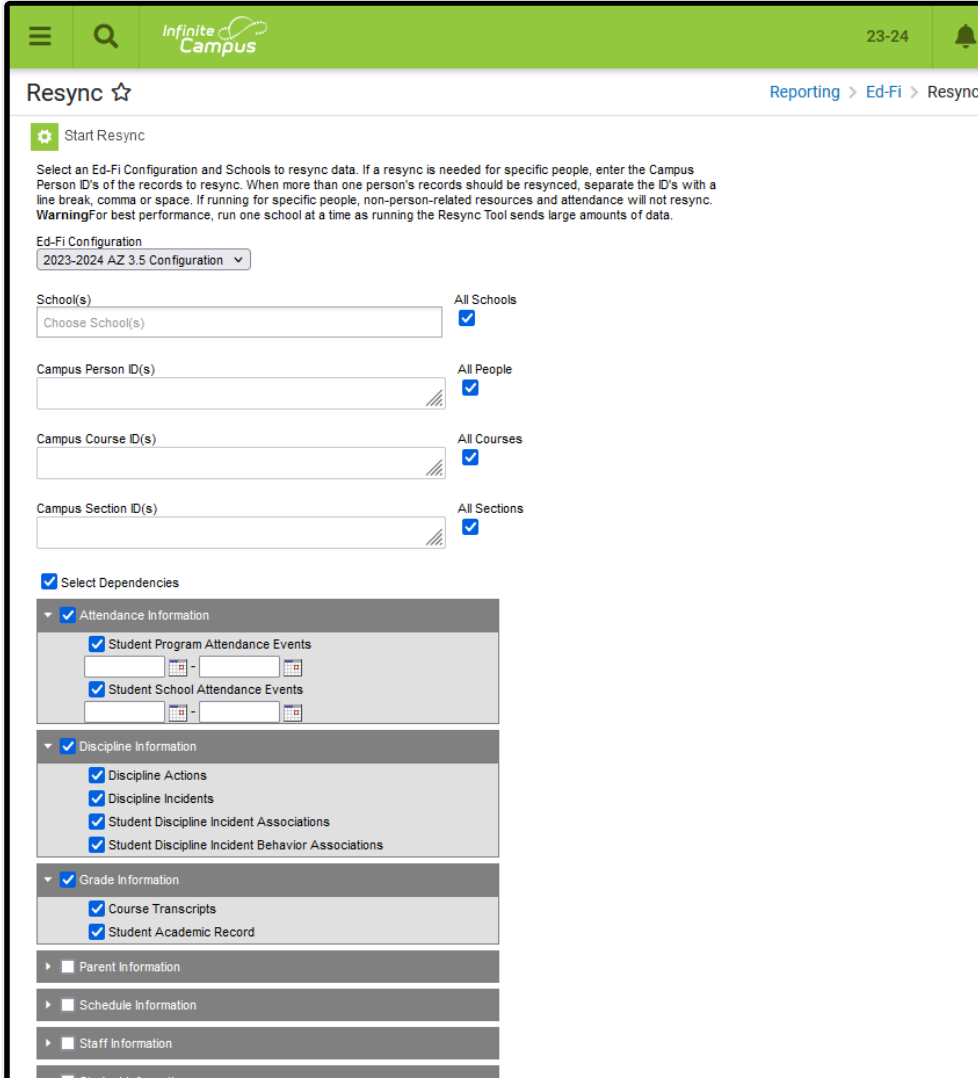 Infinite
Campus
23-24
Resync
Reporting > Ed-Fi > Resync
Start Resync
Select an Ed-Fi Configuration and Schools to resync data. If a resync is needed for specific people, enter the Campus
Person ID's of the records to resync. When more than one person's records should be resynced, separate the ID's with a
line break, comma or space. If running for specific people, non-person-related resources and attendance will not resync.
WarningFor best performance, run one school at a time as running the Resync Tool sends large amounts of data.
Ed-Fi Configuration
2023-2024 AZ 3.5 Configuration
School(s) All Schools
Choose School(s)
Campus Person ID(s) All People
Campus Course ID(s) All Courses
Campus Section ID(s) All Sections
Select Dependencies
Attendance Information
Student Program Attendance Events
-
Student School Attendance Events
-
Discipline Information
Discipline Actions
Discipline Incidents
Student Discipline Incident Associations
Student Discipline Incident Behavior Associations
Grade Information
Course Transcripts
Student Academic Record
Parent Information
Schedule Information
Staff Information